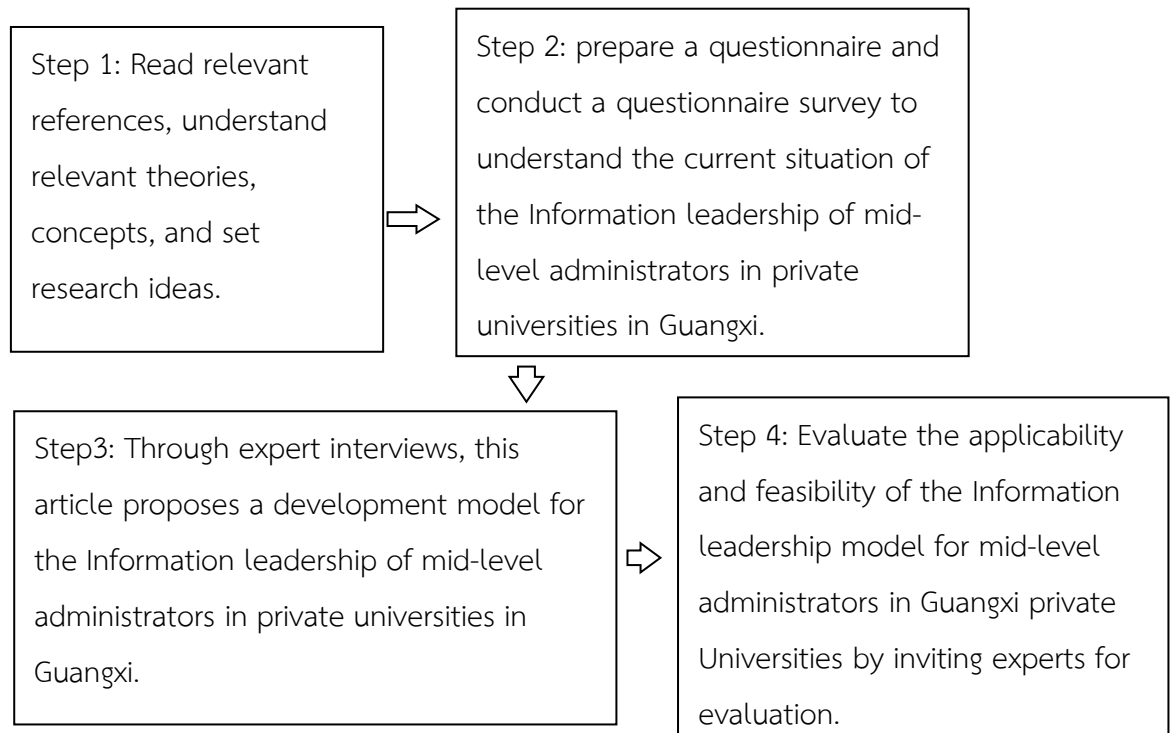 Step 1: Read relevant
references, understand
relevant theories,
concepts, and set
research ideas.
Step 2: prepare a questionnaire and
conduct a questionnaire survey to
understand the current situation of
the Information leadership of mid-
level administrators in private
universities in Guangxi.
Step3: Through expert interviews, this
article proposes a development model for
the Information leadership of mid-level
administrators in private universities in
Guangxi.
Step 4: Evaluate the applicability
and feasibility of the Information
leadership model for mid-level
administrators in Guangxi private
Universities by inviting experts for
evaluation.